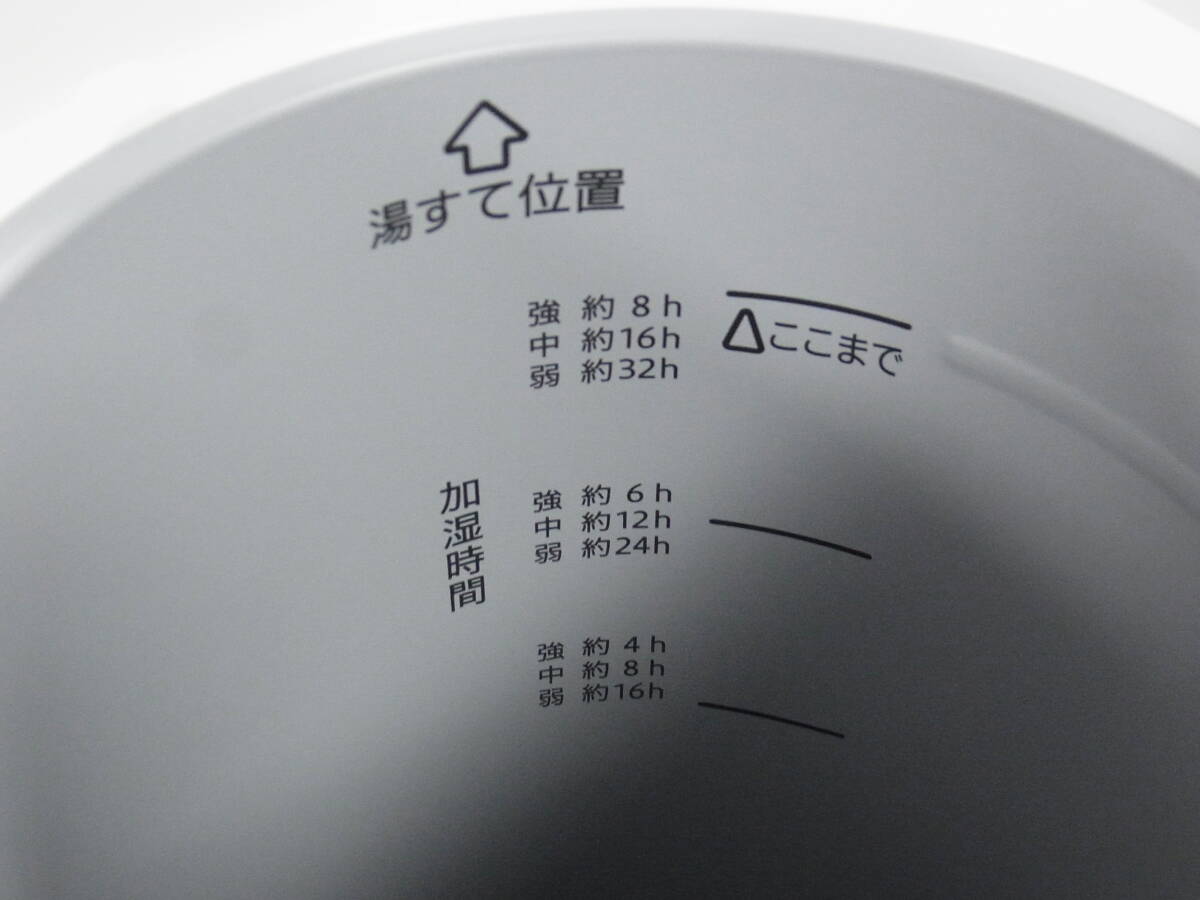 湯すて位置
強 約 8 h
中 約16h
弱 約32h
△ここまで
加湿時間
強 約 6 h
中 約12h
弱 約24h
強 約 4 h
中 約 8 h
弱 約16h